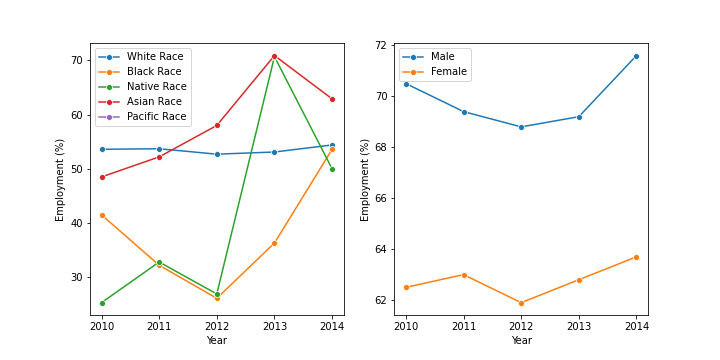 White Race
Black Race
Native Race
Asian Race
Pacific Race
70
60
50
40
30
Employment (%)
2010 2011 2012 2013 2014
Year
Male
Female
72
70
68
66
64
62
Employment (%)
2010 2011 2012 2013 2014
Year